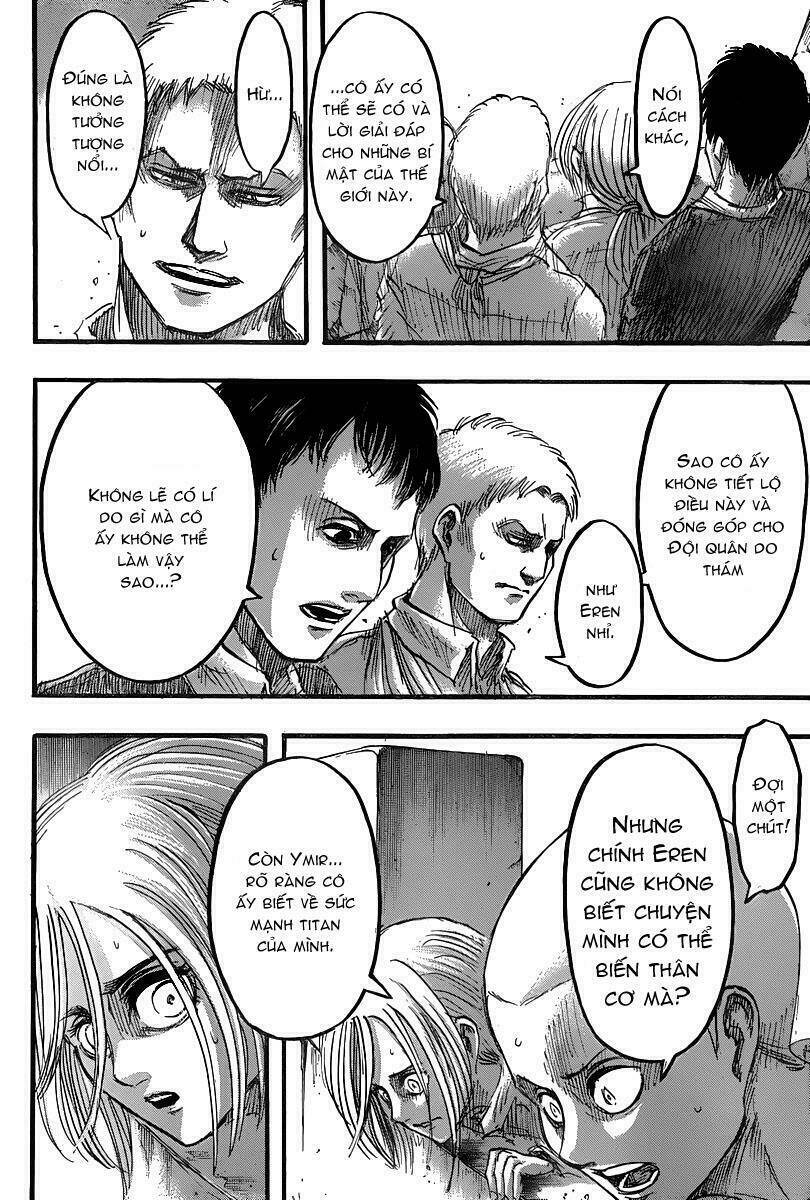 NÓI
CÁCH
KHÁC,
...CÔ ẤY CÓ
THỂ SẼ CÓ VÀ
LỜI GIẢI ĐÁP
CHO NHỮNG BÍ
MẬT CỦA THẾ
GIỚI NÀY.
HỪ...
ĐÚNG LÀ
KHÔNG
TƯỞNG
TƯỢNG
NỔI...
SAO CÔ ẤY
KHÔNG TIẾT LỘ
ĐIỀU NÀY VÀ
ĐÓNG GÓP CHO
ĐỘI QUÂN DO
THÁM
NHƯ
EREN
NHỈ.
KHÔNG LẼ CÓ LÍ
DO GÌ MÀ CÔ
ẤY KHÔNG THỂ
LÀM VẬY
SAO...?
ĐỢI
MỘT
CHÚT!
NHƯNG
CHÍNH EREN
CŨNG KHÔNG
BIẾT CHUYỆN
MÌNH CÓ THỂ
BIẾN THÂN
CƠ MÀ?
CÒN YMIR...
RÕ RÀNG CÔ
ẤY BIẾT VỀ SỨC
MẠNH TITAN
CỦA MÌNH.